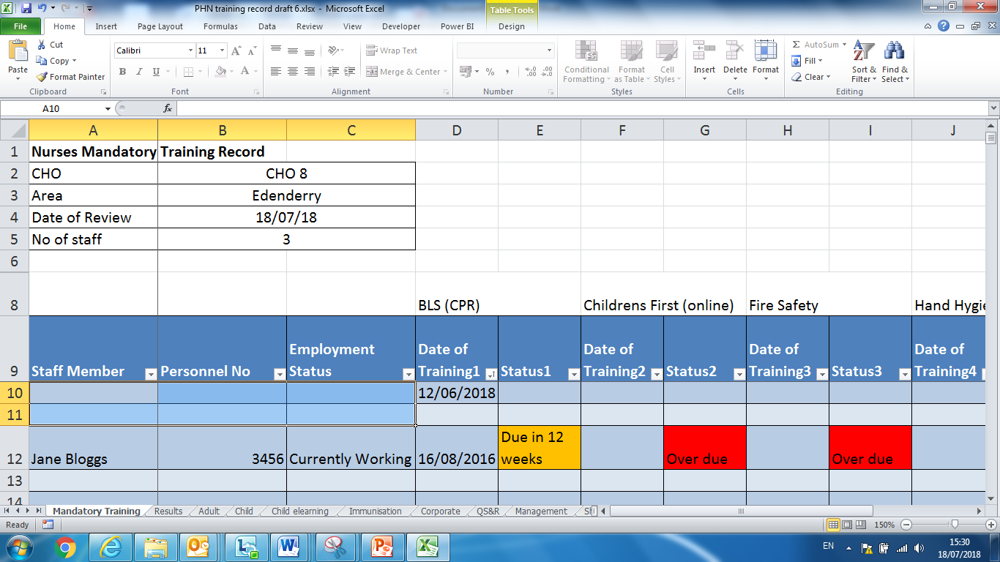 PHN training record draft 6.xlsx - Microsoft Excel
Table Tools
File Home Insert Page Layout Formulas Data Review View Developer Power BI Design
Cut
Copy
Format Painter
Paste
Clipboard
Calibri 11
B I U
Font
Wrap Text
Merge & Center
Alignment
% ,
Number
Conditional Formatting
Format as Table
Cell Styles
Styles
Insert Delete Format
Cells
AutoSum
Fill
Clear
Sort & Filter
Find & Select
Editing
A10 fx
A B C D E F G H I J
1 Nurses Mandatory Training Record
2 CHO CHO 8
3 Area Edenderry
4 Date of Review 18/07/18
5 No of staff 3
6
8 BLS (CPR) Childrens First (online) Fire Safety Hand Hygie
9 Staff Member Personnel No Employment Status Date of Training1 Status1 Date of Training2 Status2 Date of Training3 Status3 Date of Training4
10 12/06/2018
11
12 Jane Bloggs 3456 Currently Working 16/08/2016 Due in 12 weeks Over due Over due
13
14
Mandatory Training Results Adult Child Child elearning Immunisation Corporate QS&R Management
Ready 150%
EN 15:30
18/07/2018